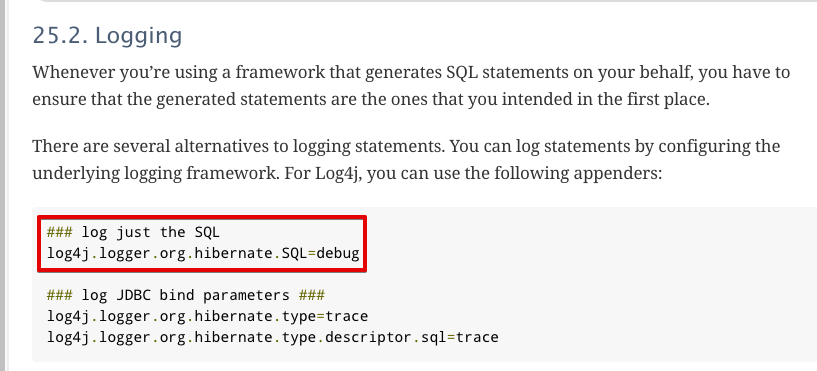 25.2. Logging
Whenever you’re using a framework that generates SQL statements on your behalf, you have to
ensure that the generated statements are the ones that you intended in the first place.
There are several alternatives to logging statements. You can log statements by configuring the
underlying logging framework. For Log4j, you can use the following appenders:
### log just the SQL
log4j.logger.org.hibernate.SQL=debug
### log JDBC bind parameters ###
log4j.logger.org.hibernate.type=trace
log4j.logger.org.hibernate.type.descriptor.sql=trace